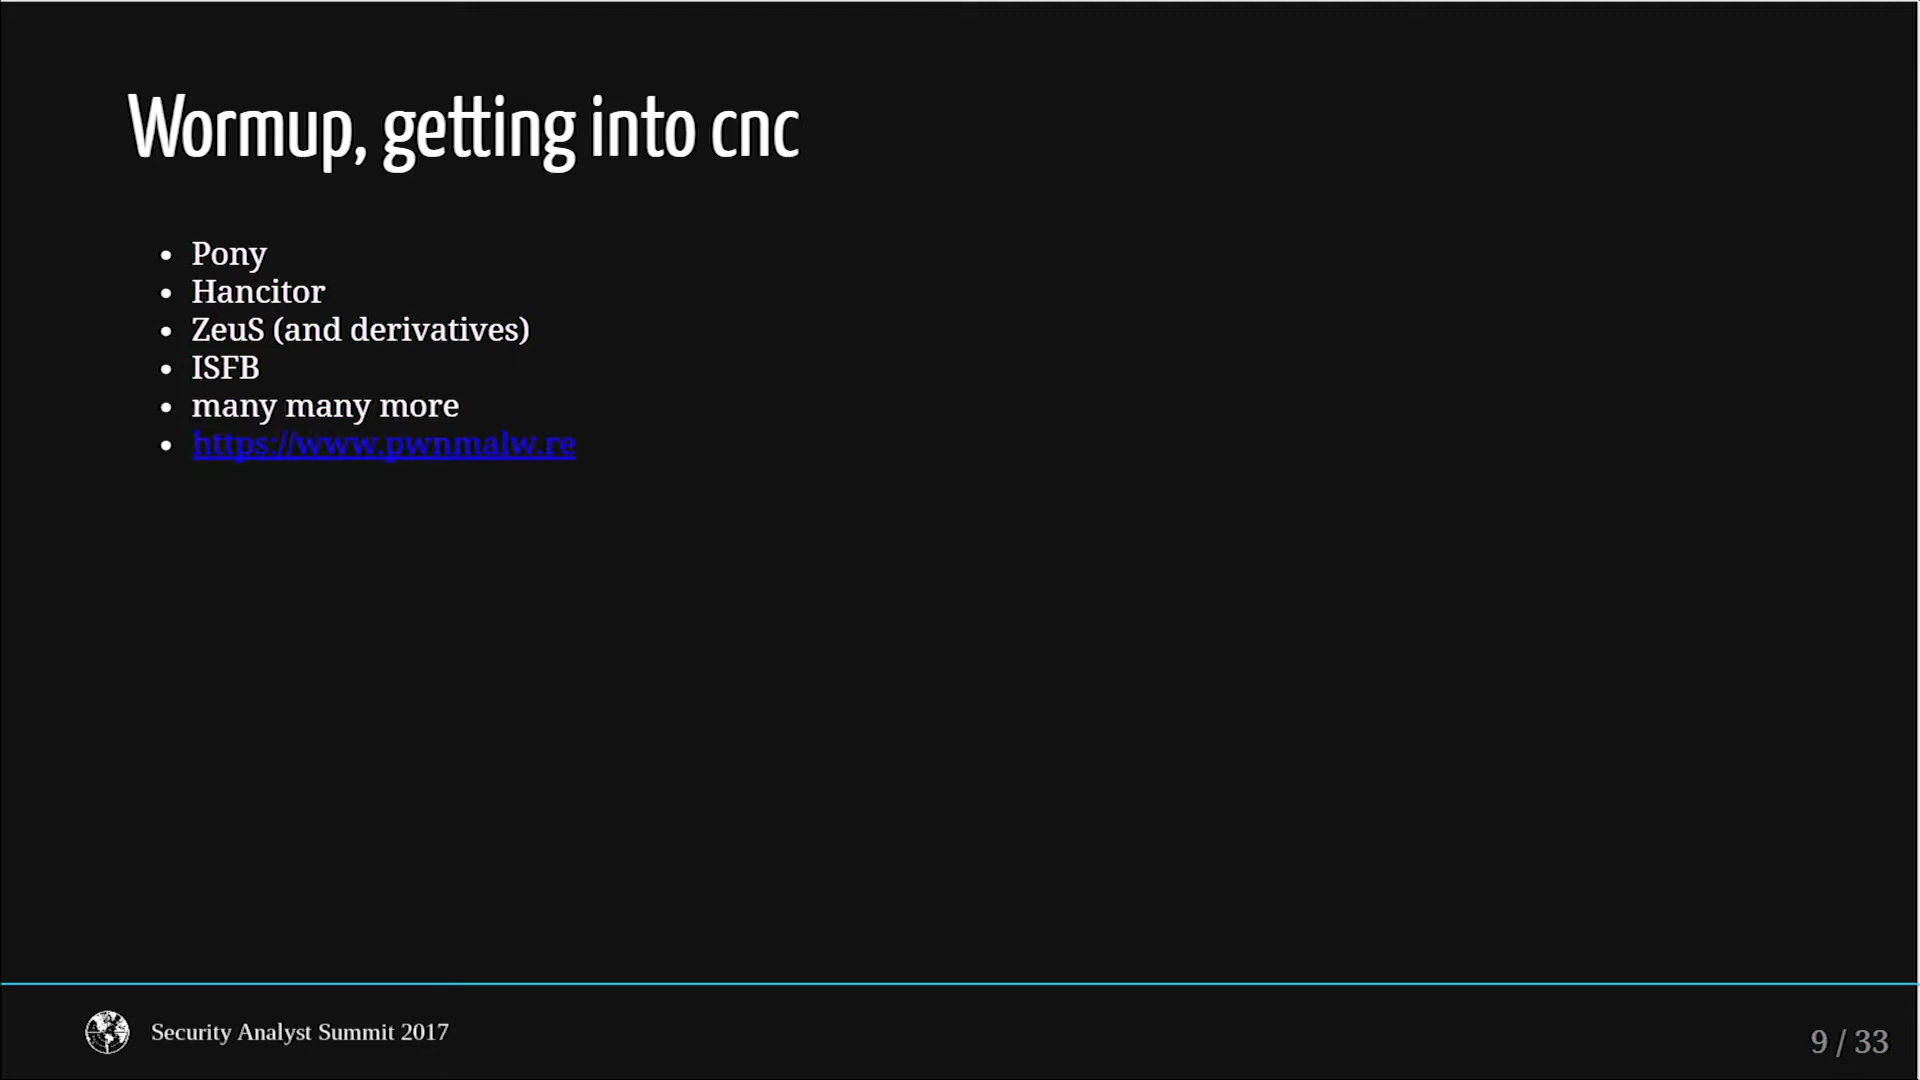 Wormup, getting into cnc
• Pony
• Hancitor
• ZeuS (and derivatives)
• ISFB
• many many more
• https://www.pwnmalw.re
Security Analyst Summit 2017
9 / 33